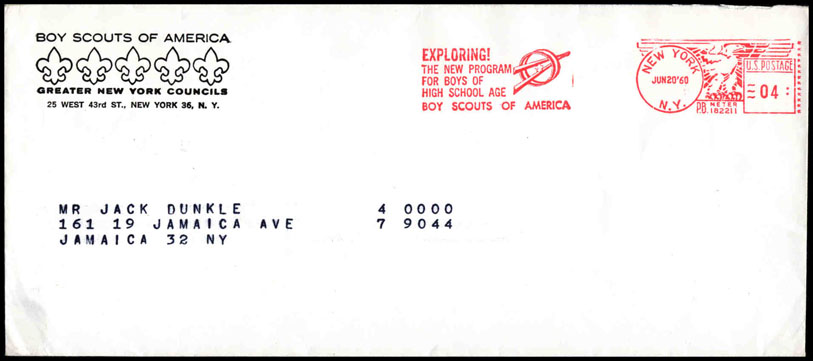 BOY SCOUTS OF AMERICA
GREATER NEW YORK COUNCILS
25 WEST 43rd ST., NEW YORK 36, N. Y.
EXPLORING!
THE NEW PROGRAM
FOR BOYS OF
HIGH SCHOOL AGE
BOY SCOUTS OF AMERICA
NEW YORK
JUN20'60
N.Y.
U.S. POSTAGE
04
P.B. METER
182211
MR JACK DUNKLE 4 0000
161 19 JAMAICA AVE 7 9044
JAMAICA 32 NY